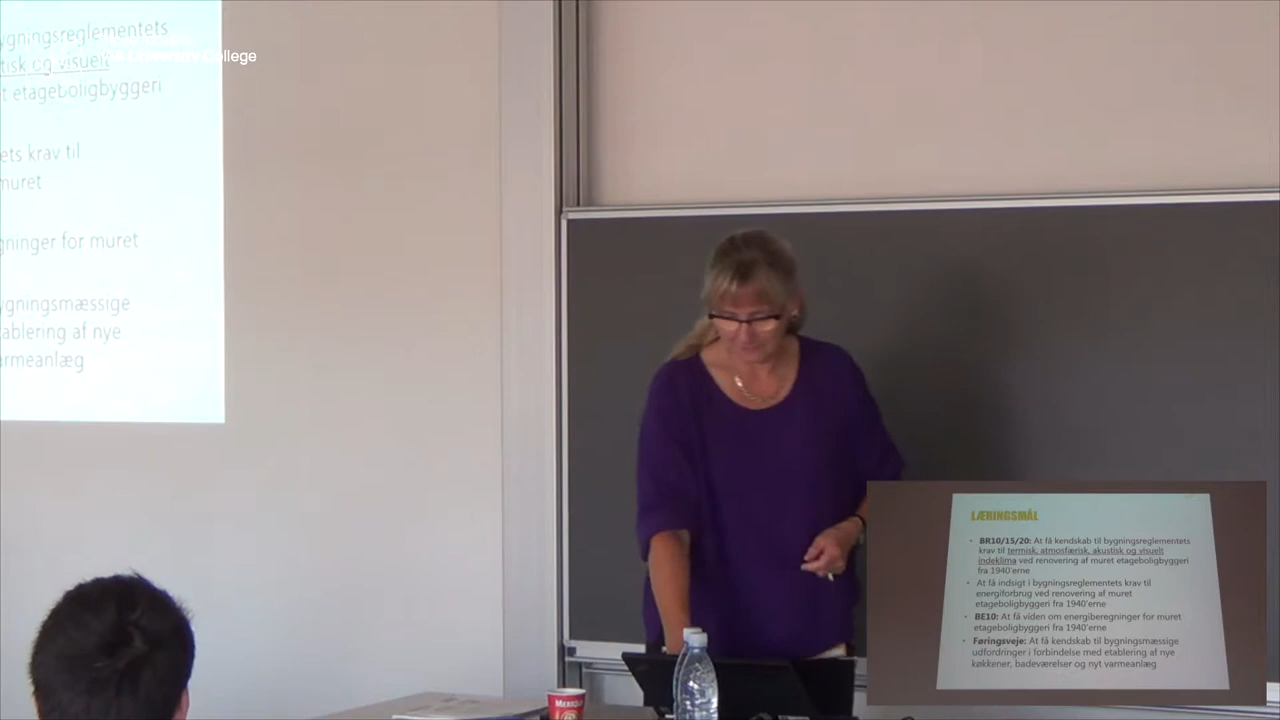 ygningsreglementets
tisk og visuelt
t etageboligbyggeri
ets krav til
muret
gninger for muret
ygningsmæssige
tablering af nye
armeanlæg
University College
LÆRINGSMÅL
• BR10/15/20: At få kendskab til bygningsreglementets
krav til termisk, atmosfærisk, akustisk og visuelt
indeklima ved renovering af muret etageboligbyggeri
fra 1940'erne
• At få indsigt i bygningsreglementets krav til
energiforbrug ved renovering af muret
etageboligbyggeri fra 1940'erne
• BE10: At få viden om energiberegninger for muret
etageboligbyggeri fra 1940'erne
• Føringsveje: At få kendskab til bygningsmæssige
udfordringer i forbindelse med etablering af nye
køkkener, badeværelser og nyt varmeanlæg